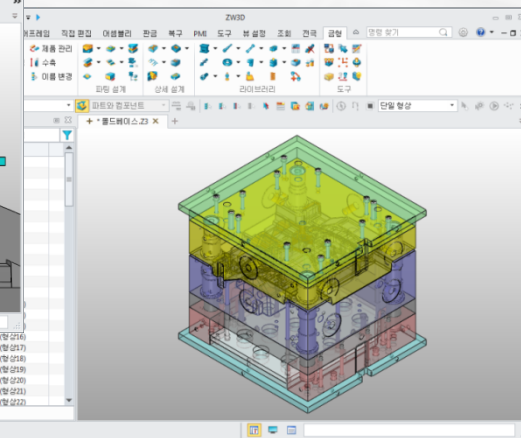 ZW3D
이프레임 직접 편집 어셈블리 판금 복구 PMI 도구 뷰 설정 조회 전극 금형 명령 찾기
제품 관리
수축
이름 변경
파팅 설계 상세 설계 라이브러리 도구
파트와 컴포넌트 단일 형상
* 몰드베이스.Z3
(형상16)
(형상17)
(형상18)
(형상19)
(형상20)
(형상21)
(형상22)